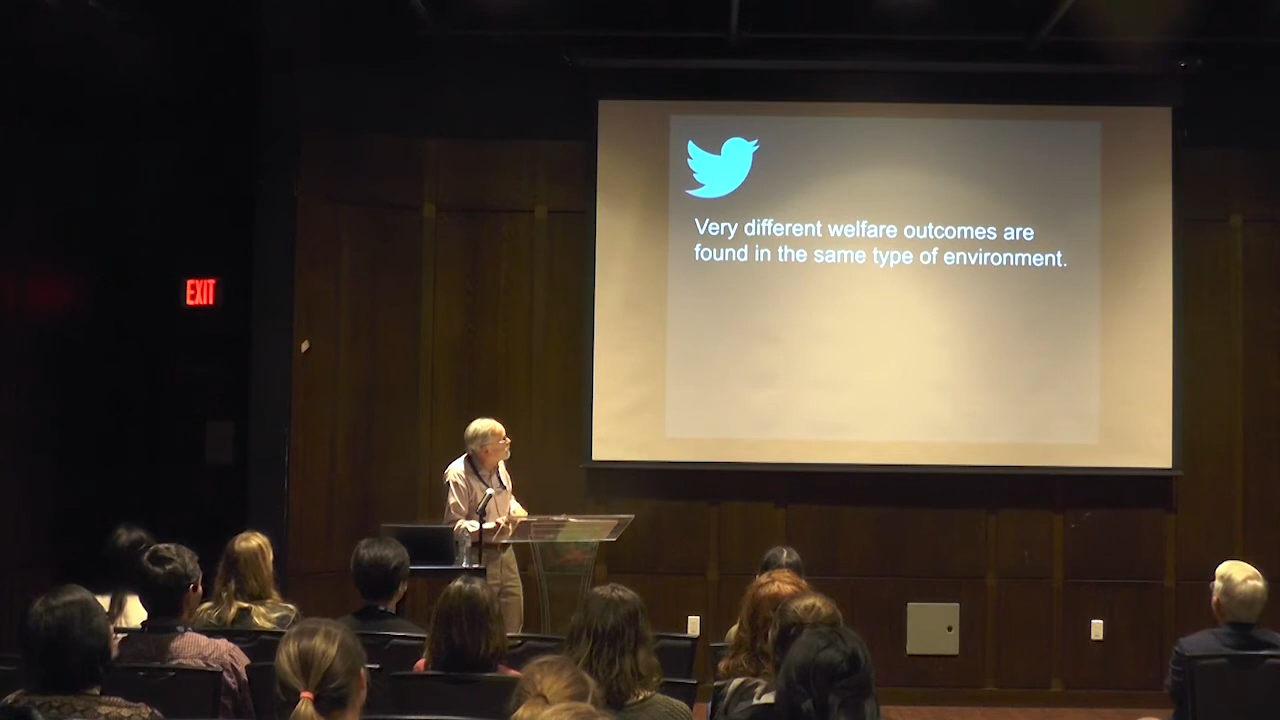 EXIT
Very different welfare outcomes are
found in the same type of environment.